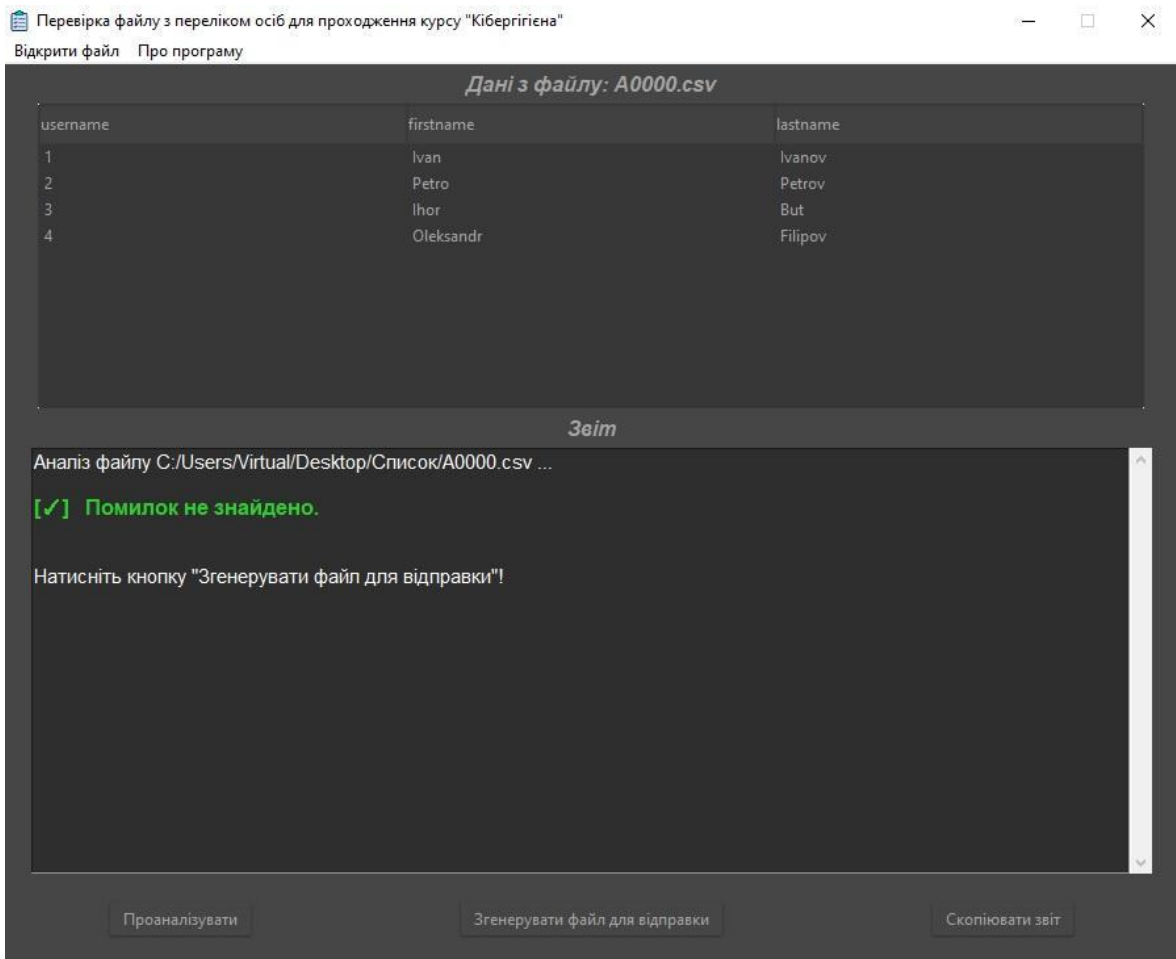 Перевірка файлу з переліком осіб для проходження курсу "Кібергігієна"
Відкрити файл Про програму
Дані з файлу: A0000.csv
username firstname lastname
1 Ivan Ivanov
2 Petro Petrov
3 Ihor But
4 Oleksandr Filipov
Звіт
Аналіз файлу C:/Users/Virtual/Desktop/Список/A0000.csv ...
[✓] Помилок не знайдено.
Натисніть кнопку "Згенерувати файл для відправки"!
Проаналізувати Згенерувати файл для відправки Скопіювати звіт